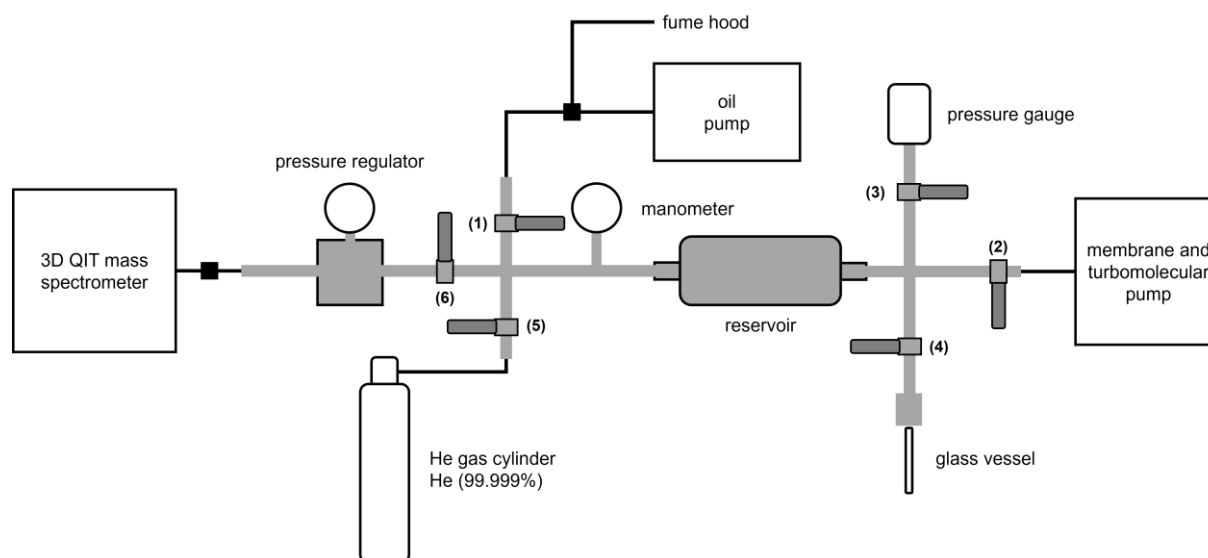 fume hood
oil
pump
pressure gauge
pressure regulator
(1)
manometer
(3)
(2)
3D QIT mass
spectrometer
membrane and
turbomolecular
pump
(6)
reservoir
(5)
(4)
He gas cylinder
He (99.999%)
glass vessel